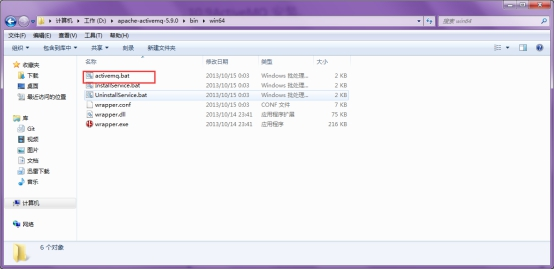 计算机 ▸ 工作 (D:) ▸ apache-activemq-5.9.0 ▸ bin ▸ win64
搜索 win64
文件(F) 编辑(E) 查看(V) 工具(T) 帮助(H)
组织 包含到库中 共享 刻录 新建文件夹
名称 修改日期 类型 大小
收藏夹
下载
桌面
最近访问的位置
库
Git
视频
图片
文档
迅雷下载
音乐
计算机
网络
activemq.bat 2013/10/15 0:03 Windows 批处理... 2 KB
InstallService.bat 2013/10/15 0:03 Windows 批处理... 2 KB
UninstallService.bat 2013/10/15 0:03 Windows 批处理... 2 KB
wrapper.conf 2013/10/15 0:03 CONF 文件 7 KB
wrapper.dll 2013/10/14 23:41 应用程序扩展 75 KB
wrapper.exe 2013/10/14 23:41 应用程序 216 KB
6 个对象